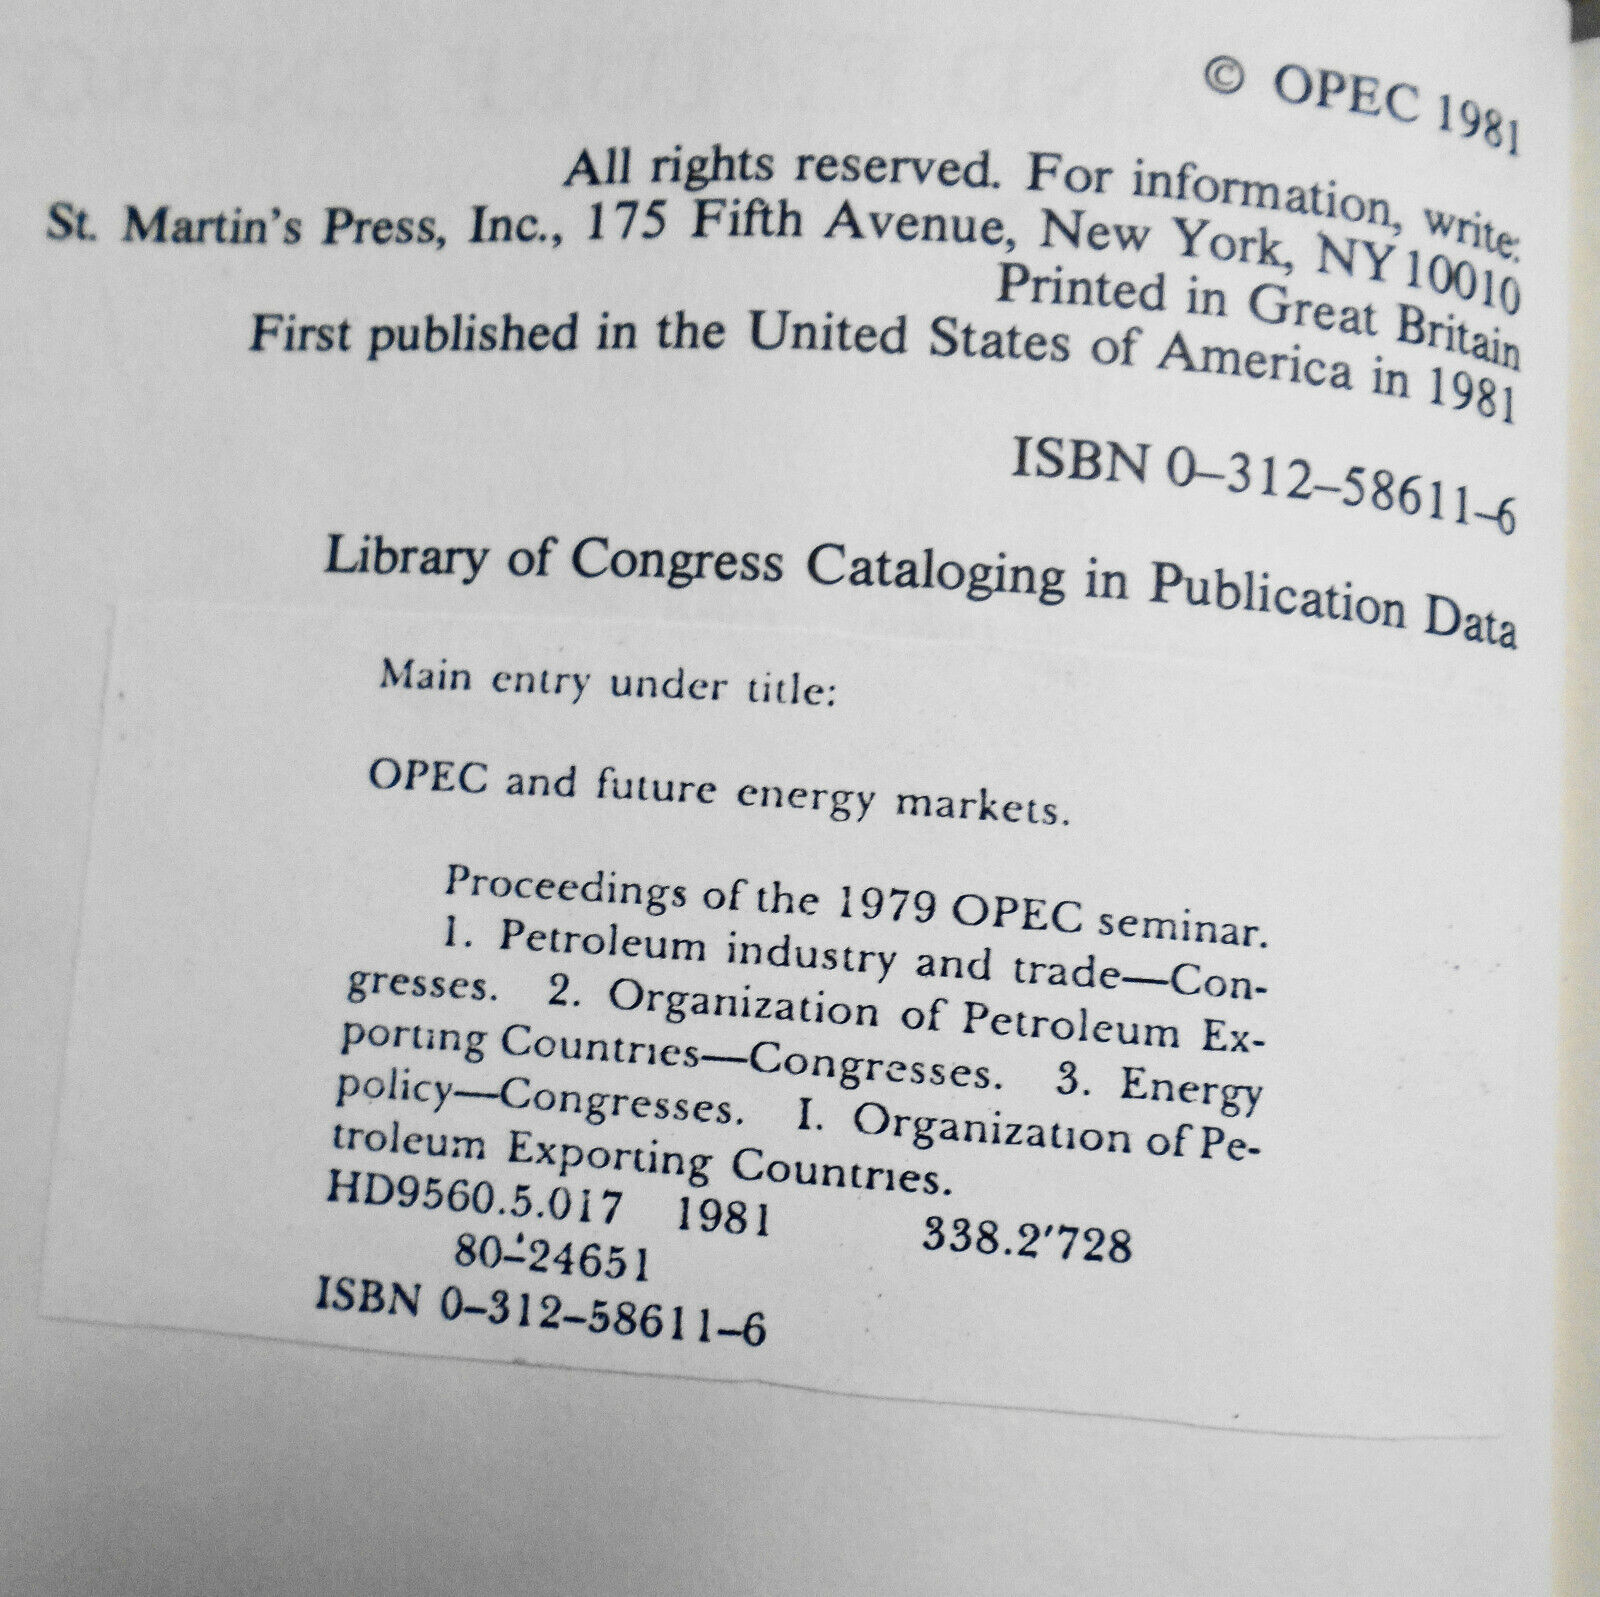 © OPEC 1981
All rights reserved. For information, write:
St. Martin's Press, Inc., 175 Fifth Avenue, New York, NY 10010
Printed in Great Britain
First published in the United States of America in 1981
ISBN 0–312–58611–6
Library of Congress Cataloging in Publication Data
Main entry under title:
OPEC and future energy markets.
Proceedings of the 1979 OPEC seminar.
1. Petroleum industry and trade—Con-
gresses. 2. Organization of Petroleum Ex-
porting Countries—Congresses. 3. Energy
policy—Congresses. I. Organization of Pe-
troleum Exporting Countries.
HD9560.5.017 1981 338.2'728
80–24651
ISBN 0–312–58611–6